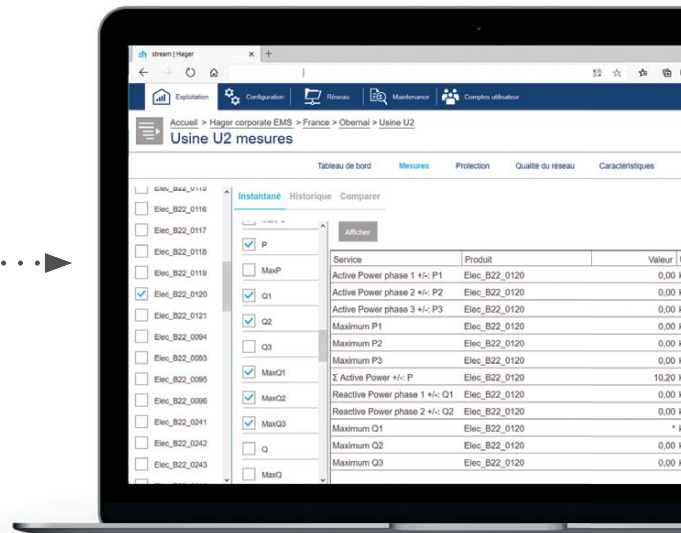 :h stream | Hager × +
Exploitation Configuration Réseau Maintenance Comptes utilisateur
Accueil > Hager corporate EMS > France > Obernai > Usine U2
Usine U2 mesures
Tableau de bord Mesures Protection Qualité du réseau Caractéristiques
Instantané Historique Comparer
Afficher
Elec_B22_0115
Elec_B22_0116
Elec_B22_0117
Elec_B22_0118
Elec_B22_0119
Elec_B22_0120
Elec_B22_0121
Elec_B22_0094
Elec_B22_0093
Elec_B22_0095
Elec_B22_0096
Elec_B22_0241
Elec_B22_0242
Elec_B22_0243
P
MaxP
Q1
Q2
Q3
MaxQ1
MaxQ2
MaxQ3
Q
MaxQ
Service Produit Valeur
Active Power phase 1 +/-: P1 Elec_B22_0120 0,00
Active Power phase 2 +/-: P2 Elec_B22_0120 0,00
Active Power phase 3 +/-: P3 Elec_B22_0120 0,00
Maximum P1 Elec_B22_0120 0,00
Maximum P2 Elec_B22_0120 0,00
Maximum P3 Elec_B22_0120 0,00
Σ Active Power +/-: P Elec_B22_0120 10,20
Reactive Power phase 1 +/-: Q1 Elec_B22_0120 0,00
Reactive Power phase 2 +/-: Q2 Elec_B22_0120 0,00
Maximum Q1 Elec_B22_0120 *
Maximum Q2 Elec_B22_0120 0,00
Maximum Q3 Elec_B22_0120 0,00